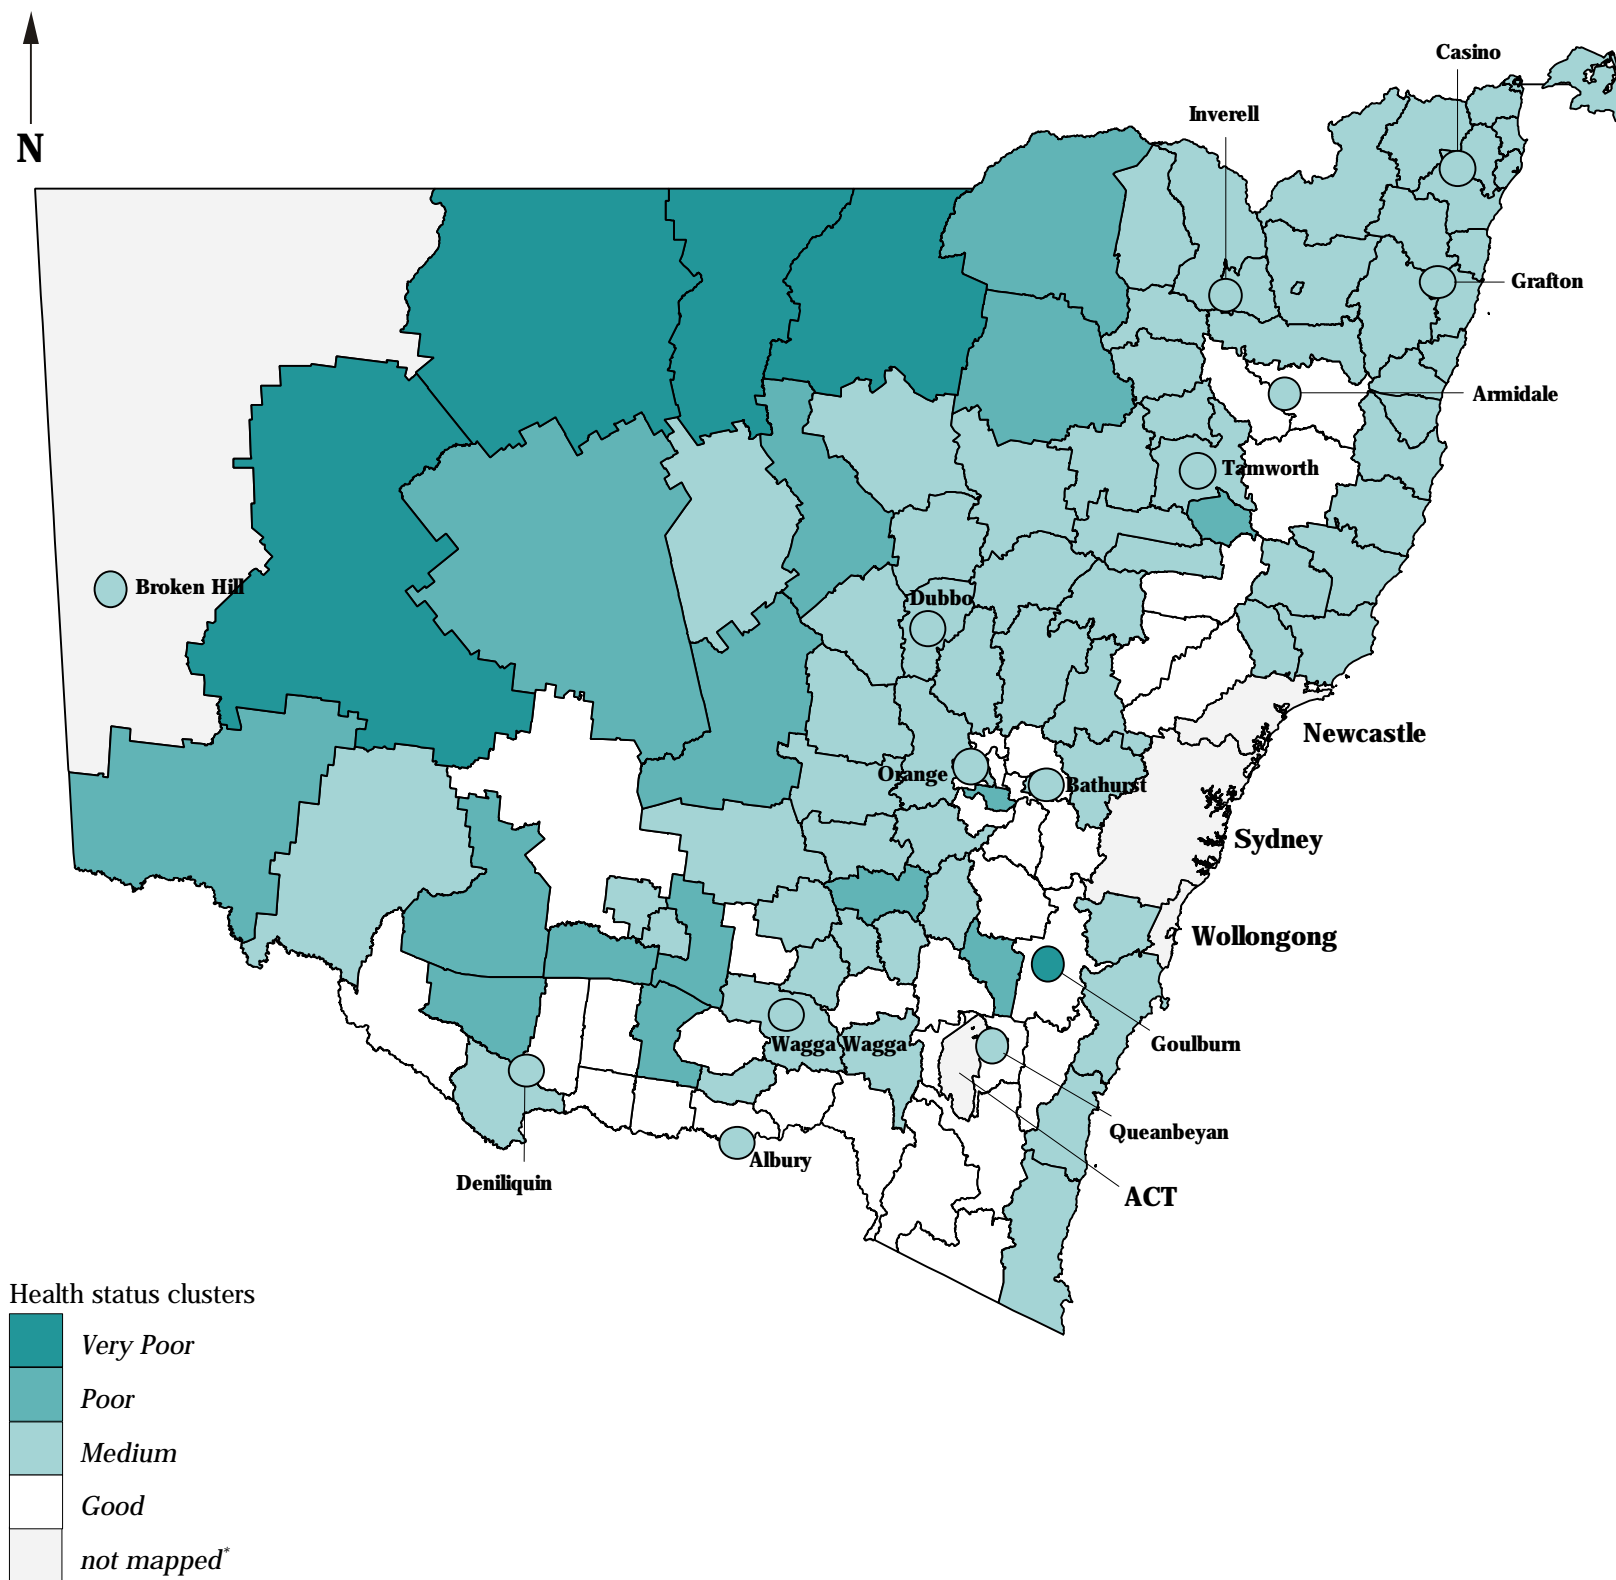 N
Casino
Inverell
Grafton
Armidale
Tamworth
Broken Hill
Dubbo
Newcastle
Orange
Bathurst
Sydney
Wollongong
Wagga Wagga
Goulburn
Queanbeyan
Albury
Deniliquin
ACT
Health status clusters
Very Poor
Poor
Medium
Good
not mapped*